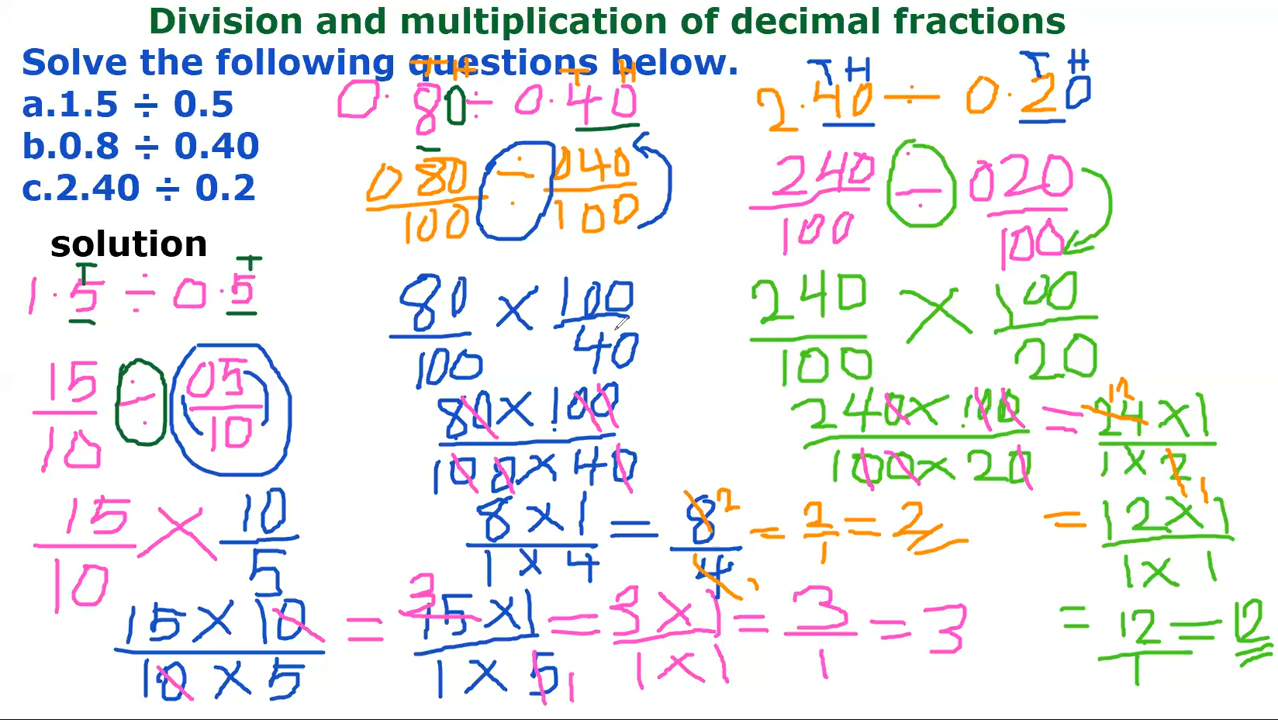 Division and multiplication of decimal fractions
Solve the following questions below.
a.1.5 ÷ 0.5
b.0.8 ÷ 0.40
c.2.40 ÷ 0.2
solution
T T
1.5 ÷ 0.5
15/10 ÷ 05/10
15/10 × 10/5
15 × 10 / 10 × 5 = 3 15 × 1 / 1 × 5 1 = 3 × 1 / 1 × 1 = 3/1 = 3
T H T H
0.80 ÷ 0.40
080/100 ÷ 040/100
80/100 × 100/40
80 × 100 / 100 × 40
8 × 1 / 1 × 4 = 8 2 / 4 = 2/1 = 2
T H T H
2.40 ÷ 0.20
240/100 ÷ 020/100
240/100 × 100/20
240 × 100 / 100 × 20 = 12 24 × 1 / 1 × 2 1
= 12 × 1 / 1 × 1
= 12/1 = 12